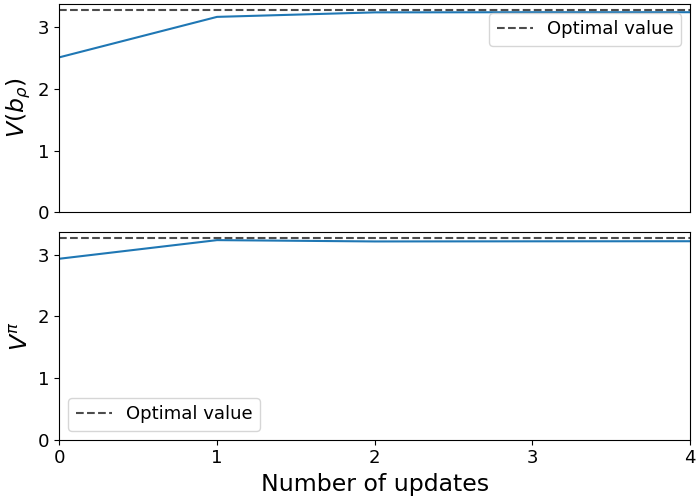 3
Optimal value
2
V(b_ρ)
1
0
3
2
V^π
1
Optimal value
0
0 1 2 3 4
Number of updates